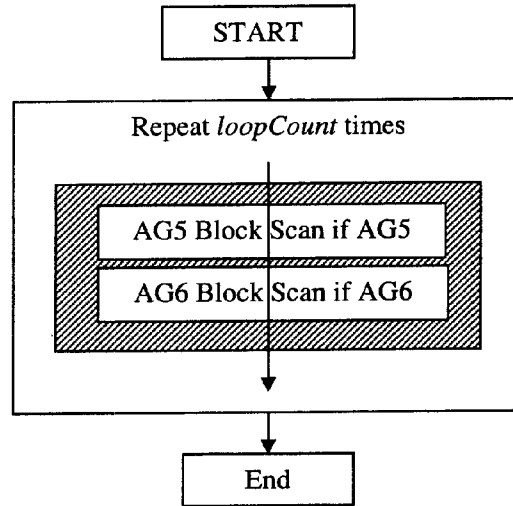 START
Repeat loopCount times
AG5 Block Scan if AG5
AG6 Block Scan if AG6
End